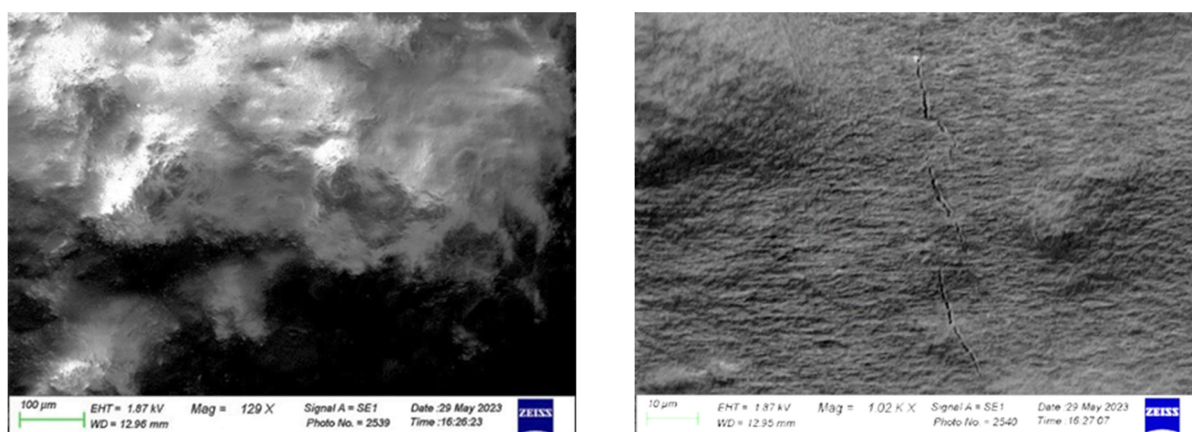 100 µm
EHT = 1.87 kV Mag = 129 X Signal A = SE1 Date :29 May 2023
WD = 12.96 mm Photo No. = 2539 Time :16:26:23
ZEISS
10 µm
EHT = 1.87 kV Mag = 1.02 K X Signal A = SE1 Date :29 May 2023
WD = 12.95 mm Photo No. = 2540 Time :16:27:07
ZEISS